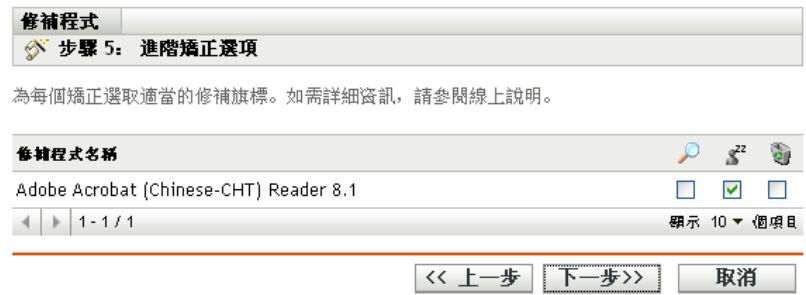 修補程式
步驟 5： 進階矯正選項
為每個矯正選取適當的修補旗標。如需詳細資訊，請參閱線上說明。
修補程式名稱 zz
Adobe Acrobat (Chinese-CHT) Reader 8.1
1 - 1 / 1 顯示 10 個項目
<< 上一步 下一步>> 取消